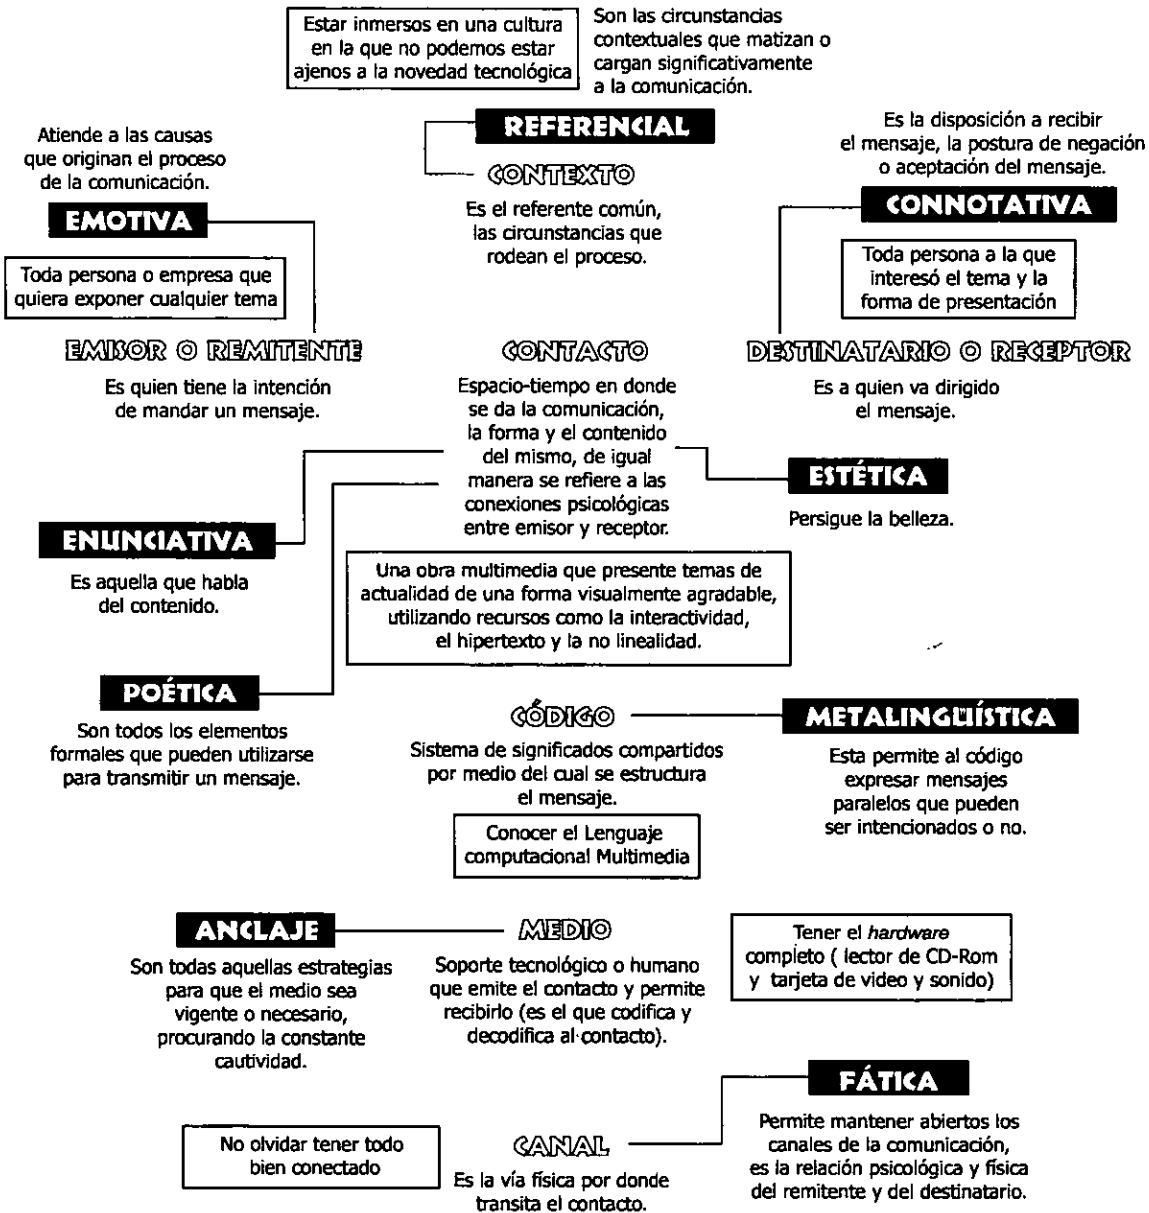 Estar inmersos en una cultura
en la que no podemos estar
ajenos a la novedad tecnológica
Son las circunstancias
contextuales que matizan o
cargan significativamente
a la comunicación.
REFERENCIAL
CONTEXTO
Es el referente común,
las circunstancias que
rodean el proceso.
Atiende a las causas
que originan el proceso
de la comunicación.
EMOTIVA
Toda persona o empresa que
quiera exponer cualquier tema
EMISOR O REMITENTE
Es quien tiene la intención
de mandar un mensaje.
Es la disposición a recibir
el mensaje, la postura de negación
o aceptación del mensaje.
CONNOTATIVA
Toda persona a la que
interesó el tema y la
forma de presentación
DESTINATARIO O RECEPTOR
Es a quien va dirigido
el mensaje.
CONTACTO
Espacio-tiempo en donde
se da la comunicación,
la forma y el contenido
del mismo, de igual
manera se refiere a las
conexiones psicológicas
entre emisor y receptor.
ESTÉTICA
Persigue la belleza.
ENUNCIATIVA
Es aquella que habla
del contenido.
Una obra multimedia que presente temas de
actualidad de una forma visualmente agradable,
utilizando recursos como la interactividad,
el hipertexto y la no linealidad.
POÉTICA
Son todos los elementos
formales que pueden utilizarse
para transmitir un mensaje.
CÓDIGO
Sistema de significados compartidos
por medio del cual se estructura
el mensaje.
Conocer el Lenguaje
computacional Multimedia
METALINGÜÍSTICA
Esta permite al código
expresar mensajes
paralelos que pueden
ser intencionados o no.
ANCLAJE
Son todas aquellas estrategias
para que el medio sea
vigente o necesario,
procurando la constante
cautividad.
MEDIO
Soporte tecnológico o humano
que emite el contacto y permite
recibirlo (es el que codifica y
decodifica al contacto).
Tener el hardware
completo ( lector de CD-Rom
y tarjeta de video y sonido)
FÁTICA
Permite mantener abiertos los
canales de la comunicación,
es la relación psicológica y física
del remitente y del destinatario.
No olvidar tener todo
bien conectado
CANAL
Es la vía física por donde
transita el contacto.